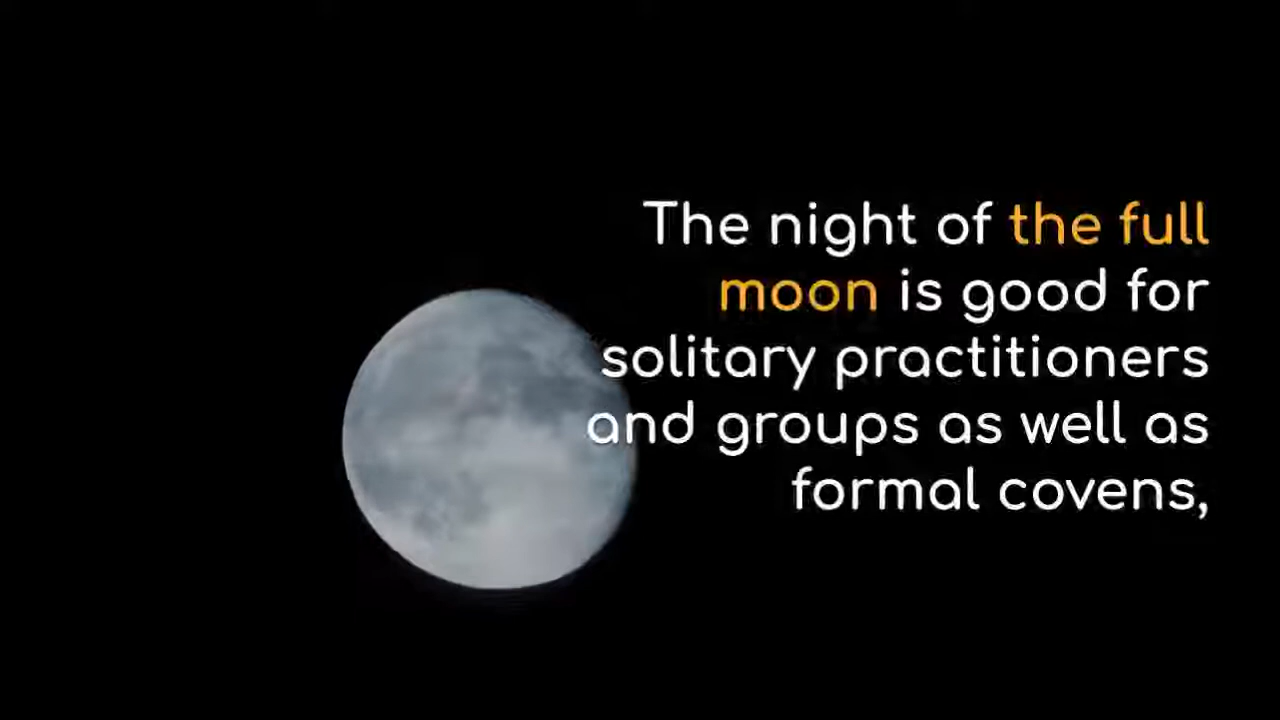 The night of the full
moon is good for
solitary practitioners
and groups as well as
formal covens,